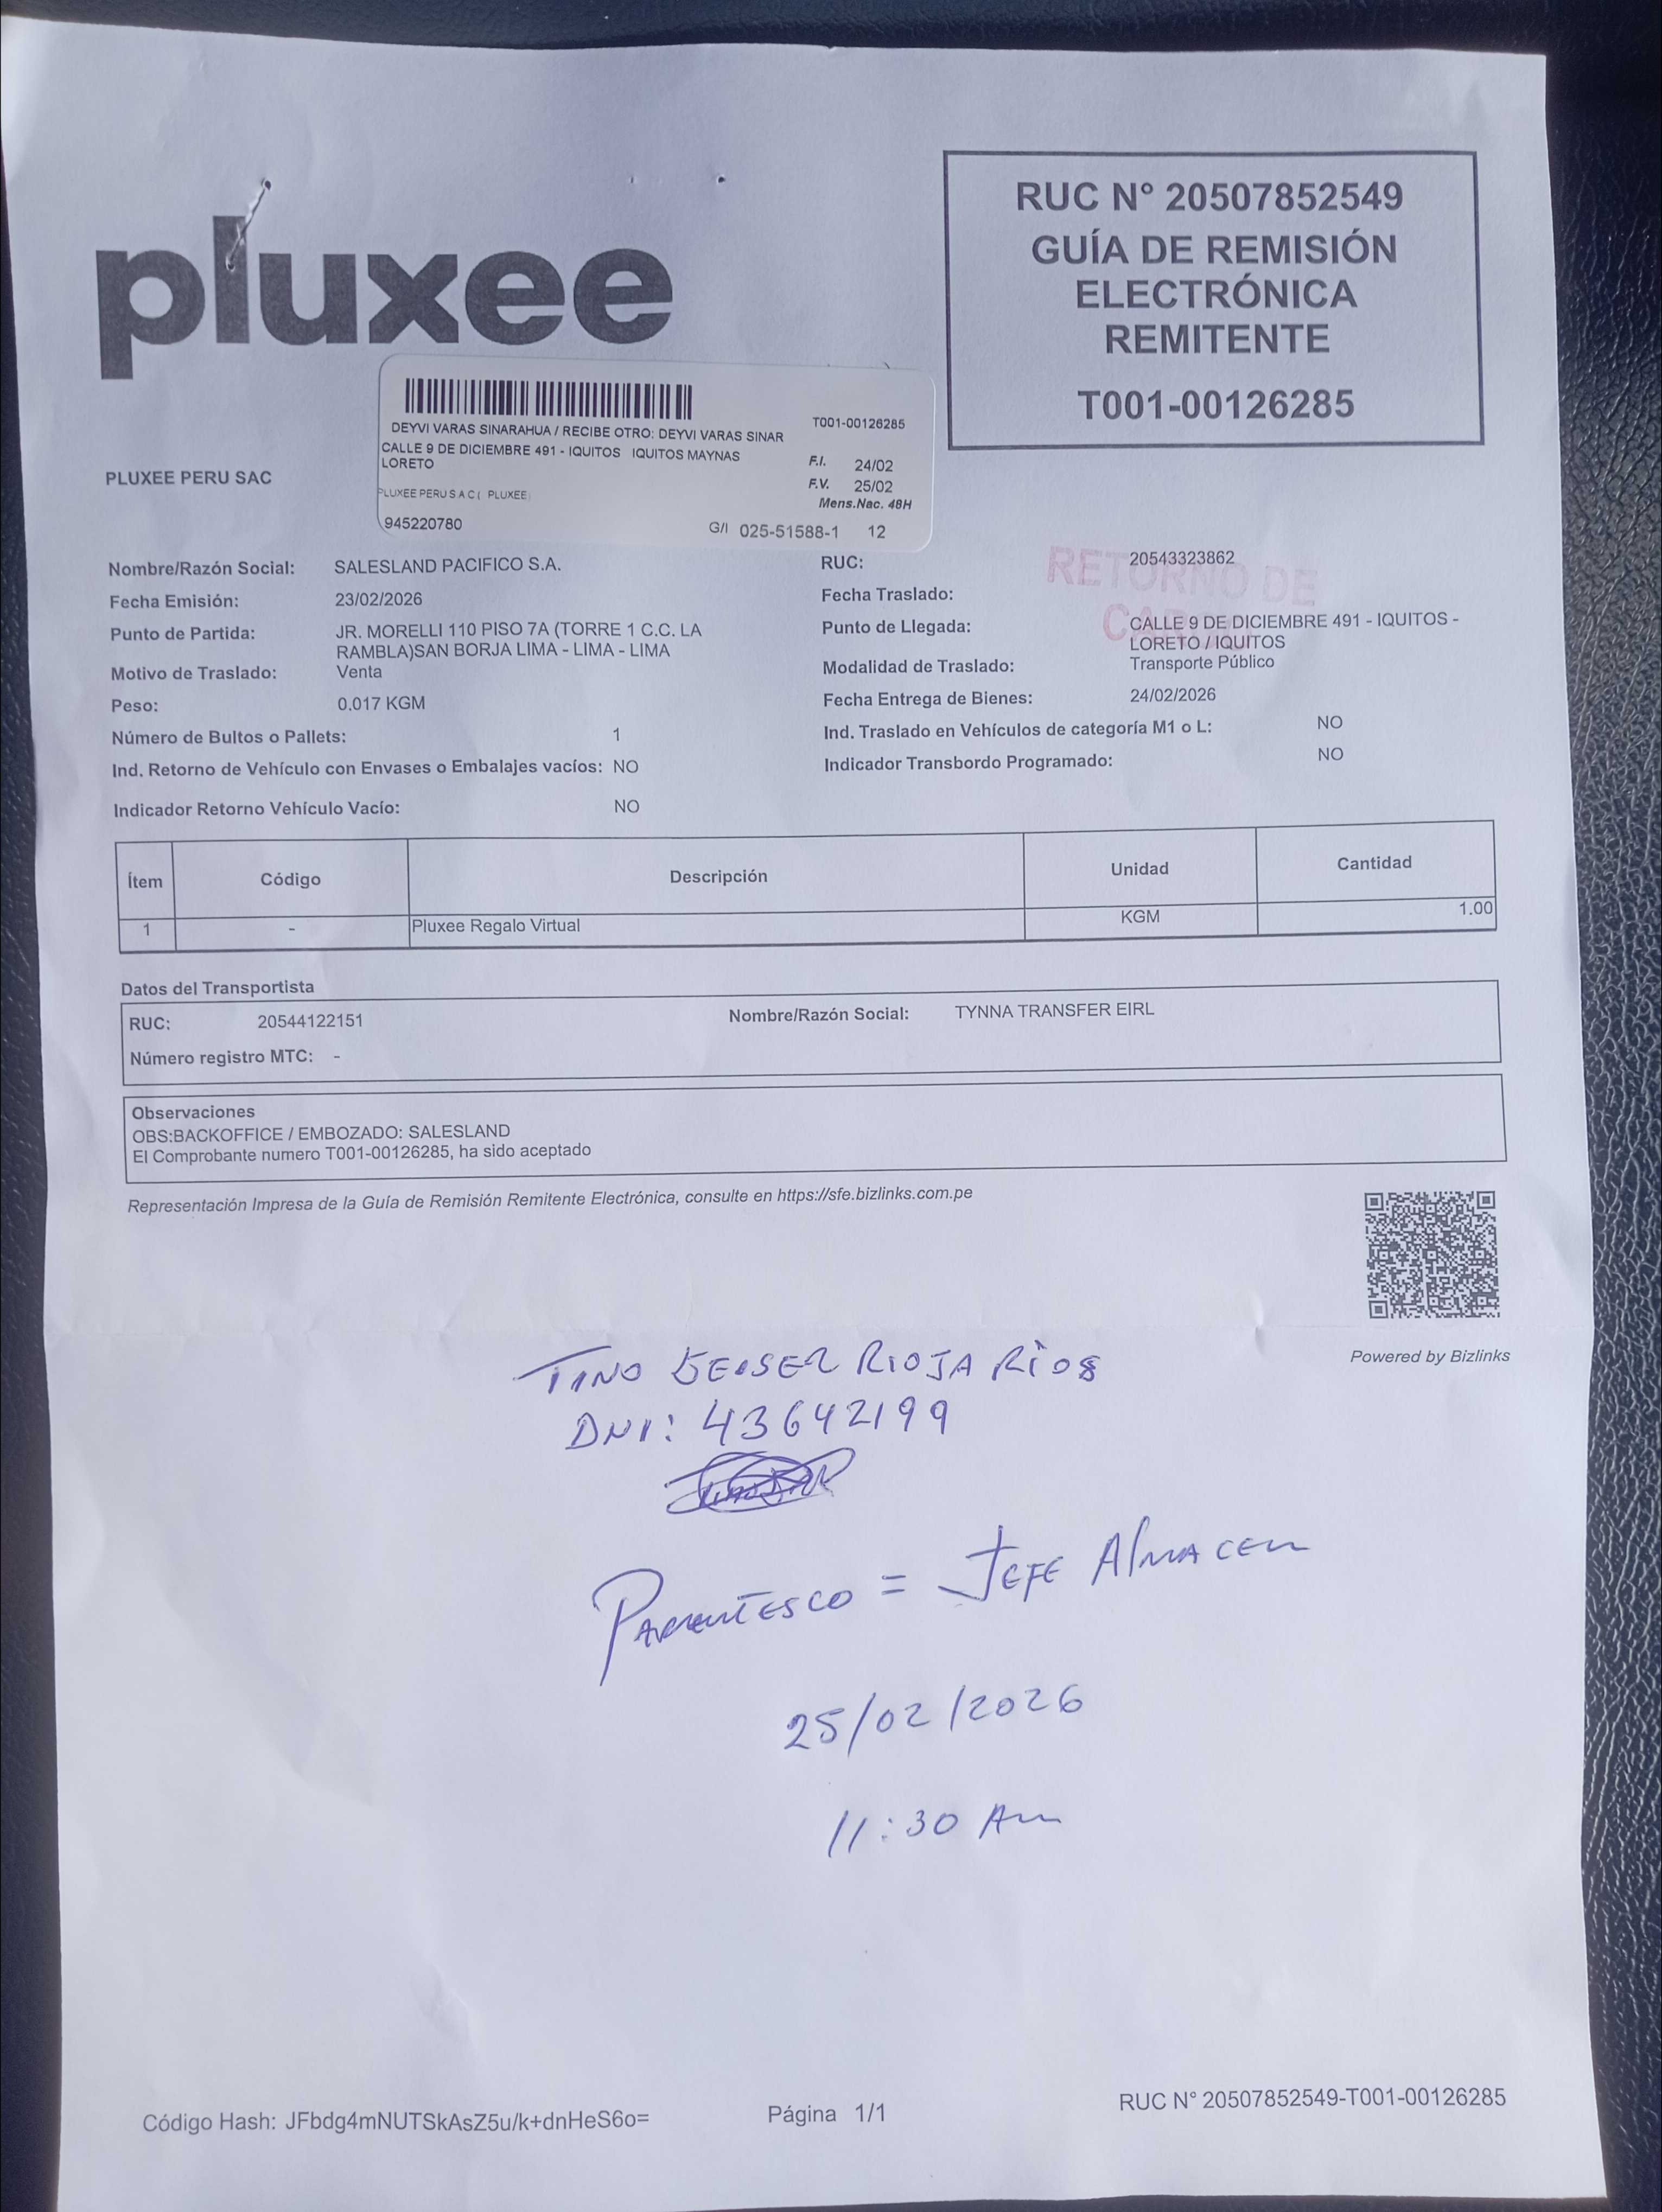 pluxee
RUC N° 20507852549
GUÍA DE REMISIÓN
ELECTRÓNICA
REMITENTE
T001-00126285
DEYVI VARAS SINARAHUA / RECIBE OTRO: DEYVI VARAS SINAR
T001-00126285
CALLE 9 DE DICIEMBRE 491 - IQUITOS IQUITOS MAYNAS
LORETO
F.I. 24/02
F.V. 25/02
PLUXEE PERU S A C ( PLUXEE)
Mens.Nac. 48H
945220780
G/I 025-51588-1 12
PLUXEE PERU SAC
RETORNO DE
Nombre/Razón Social: SALESLAND PACIFICO S.A.
RUC: 20543323862
Fecha Emisión: 23/02/2026
Fecha Traslado:
Punto de Partida: JR. MORELLI 110 PISO 7A (TORRE 1 C.C. LA
RAMBLA)SAN BORJA LIMA - LIMA - LIMA
Punto de Llegada: CALLE 9 DE DICIEMBRE 491 - IQUITOS -
LORETO / IQUITOS
Motivo de Traslado: Venta
Modalidad de Traslado: Transporte Público
Peso: 0.017 KGM
Fecha Entrega de Bienes: 24/02/2026
Número de Bultos o Pallets: 1
Ind. Traslado en Vehículos de categoría M1 o L: NO
Ind. Retorno de Vehículo con Envases o Embalajes vacíos: NO
Indicador Transbordo Programado: NO
Indicador Retorno Vehículo Vacío: NO
Ítem Código Descripción Unidad Cantidad
1 - Pluxee Regalo Virtual KGM 1.00
Datos del Transportista
RUC: 20544122151 Nombre/Razón Social: TYNNA TRANSFER EIRL
Número registro MTC: -
Observaciones
OBS:BACKOFFICE / EMBOZADO: SALESLAND
El Comprobante numero T001-00126285, ha sido aceptado
Representación Impresa de la Guía de Remisión Remitente Electrónica, consulte en https://sfe.bizlinks.com.pe
Powered by Bizlinks
TINO RIOJA RÍOS
DNI: 43642199
PARENTESCO = JEFE ALMACEN
25/02/2026
11:30 AM
Código Hash: JFbdg4mNUTSkAsZ5u/k+dnHeS6o=
Página 1/1
RUC N° 20507852549-T001-00126285